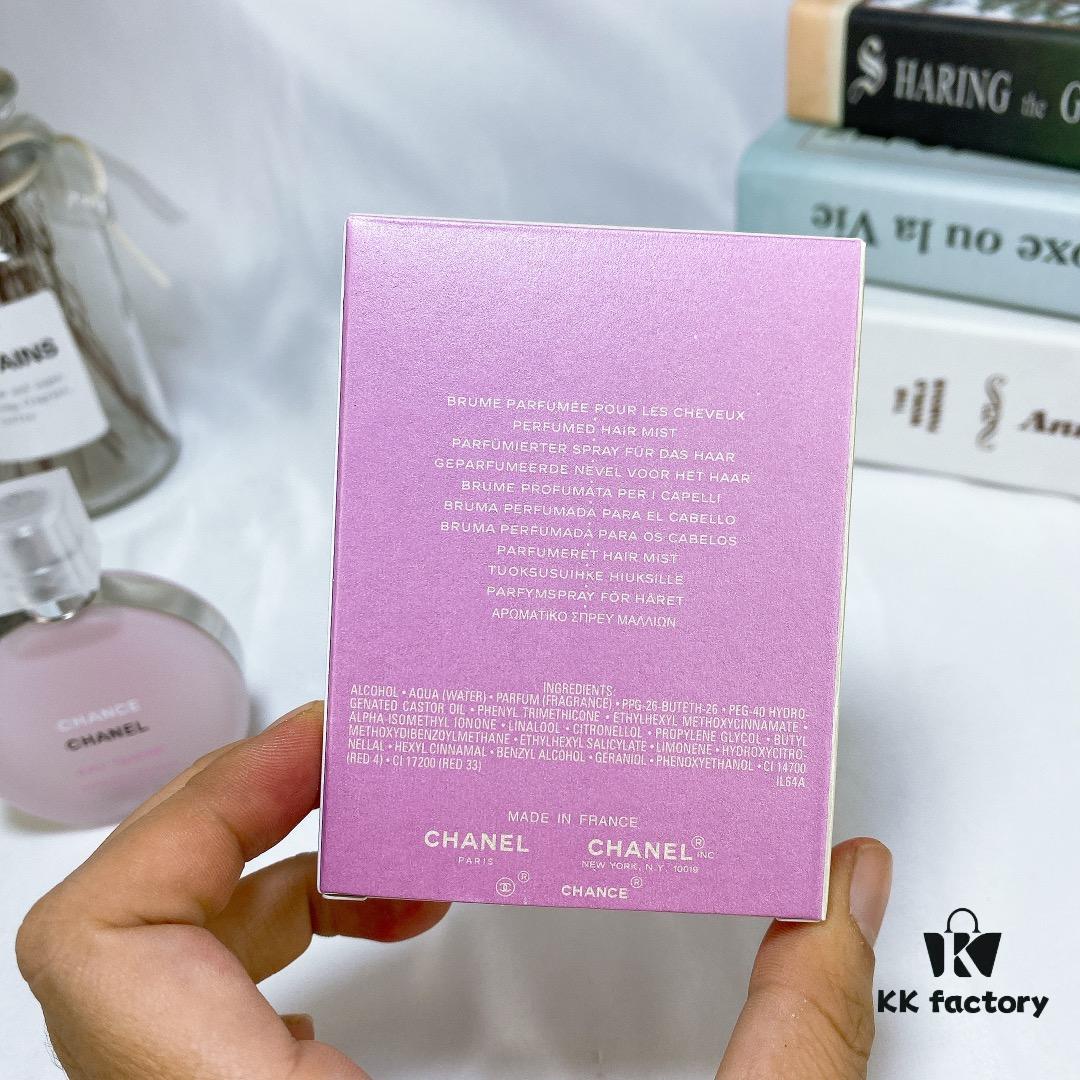 SHARING the G
oxe ou la Vie
Ann
AINS
BRUME PARFUMÉE POUR LES CHEVEUX
PERFUMED HAIR MIST
PARFÜMIERTER SPRAY FÜR DAS HAAR
GEPARFUMEERDE NEVEL VOOR HET HAAR
BRUME PROFUMATA PER I CAPELLI
BRUMA PERFUMADA PARA EL CABELLO
BRUMA PERFUMADA PARA OS CABELOS
PARFUMERET HAIR MIST
TUOKSUSUIHKE HIUKSILLE
PARFYMSPRAY FÖR HÅRET
ΑΡΩΜΑΤΙΚΟ ΣΠΡΕΥ ΜΑΛΛΙΩΝ
INGREDIENTS:
ALCOHOL • AQUA (WATER) • PARFUM (FRAGRANCE) • PPG-26-BUTETH-26 • PEG-40 HYDRO-
GENATED CASTOR OIL • PHENYL TRIMETHICONE • ETHYLHEXYL METHOXYCINNAMATE •
ALPHA-ISOMETHYL IONONE • LINALOOL • CITRONELLOL • PROPYLENE GLYCOL • BUTYL
METHOXYDIBENZOYLMETHANE • ETHYLHEXYL SALICYLATE • LIMONENE • HYDROXYCITRO-
NELLAL • HEXYL CINNAMAL • BENZYL ALCOHOL • GERANIOL • PHENOXYETHANOL • CI 14700
(RED 4) • CI 17200 (RED 33)
IL64A
MADE IN FRANCE
CHANEL CHANEL® INC
PARIS NEW YORK, N.Y. 10019
® CHANCE®
CHANCE
CHANEL
KK factory